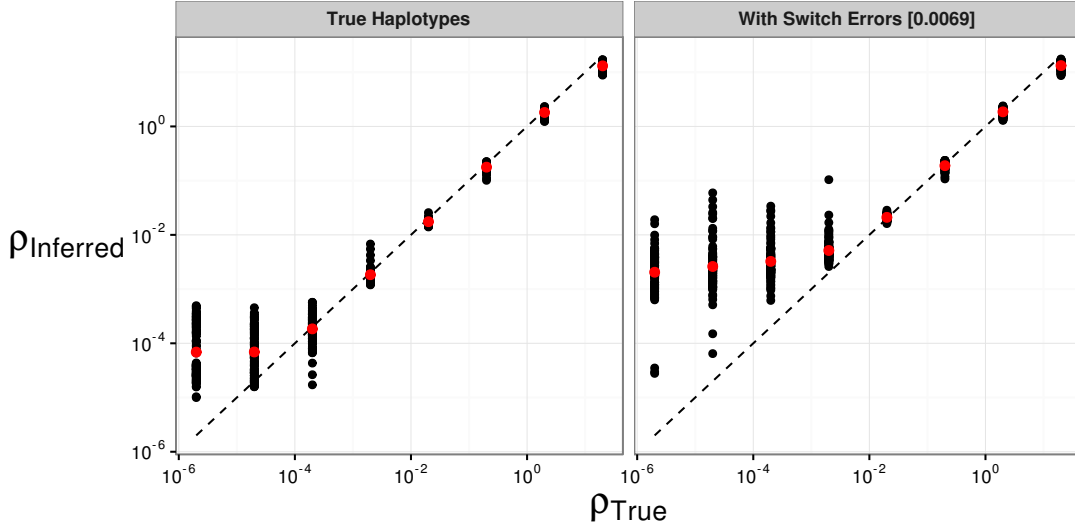 True Haplotypes
With Switch Errors [0.0069]
10^0
10^-2
10^-4
10^-6
ρInferred
10^-6 10^-4 10^-2 10^0
10^-6 10^-4 10^-2 10^0
ρTrue